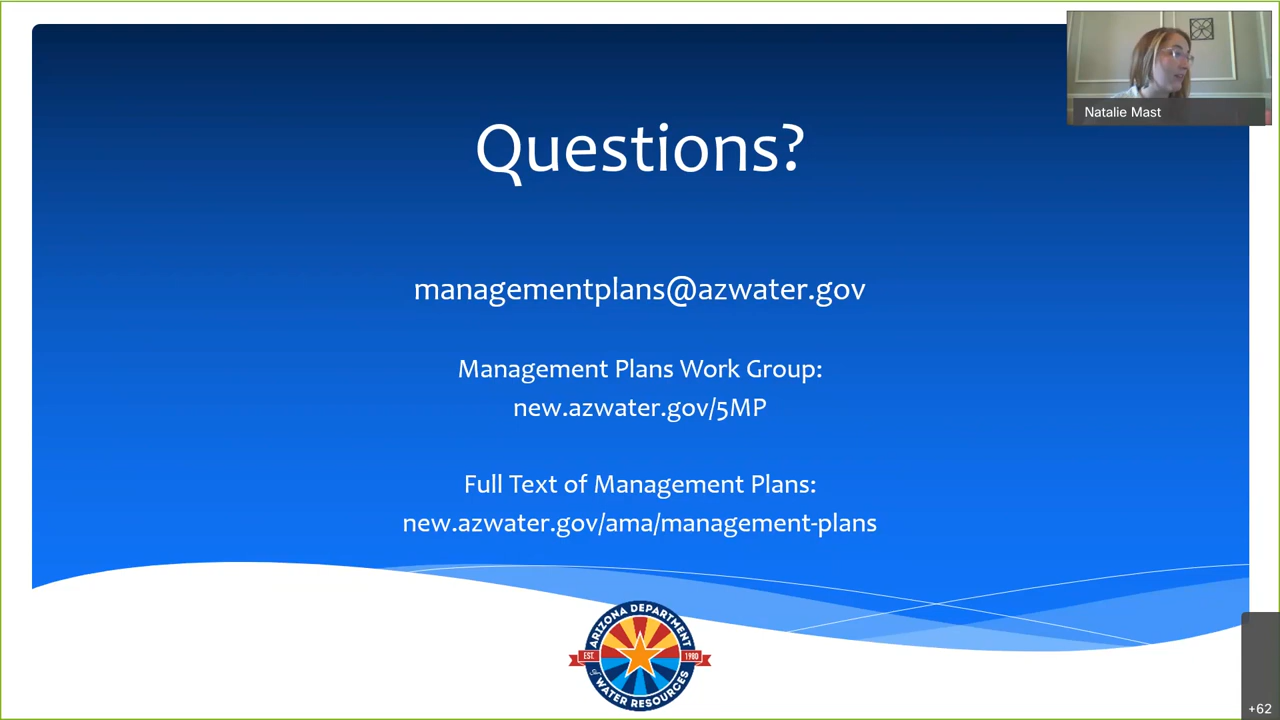 Natalie Mast
Questions?
managementplans@azwater.gov
Management Plans Work Group:
new.azwater.gov/5MP
Full Text of Management Plans:
new.azwater.gov/ama/management-plans
ARIZONA DEPARTMENT
EST. 1980
of WATER RESOURCES
+62